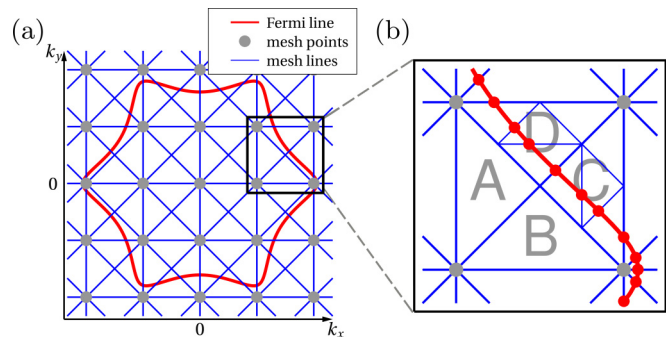 (a)
Fermi line
mesh points
mesh lines
(b)
k_y
0
0
k_x
D
A
C
B